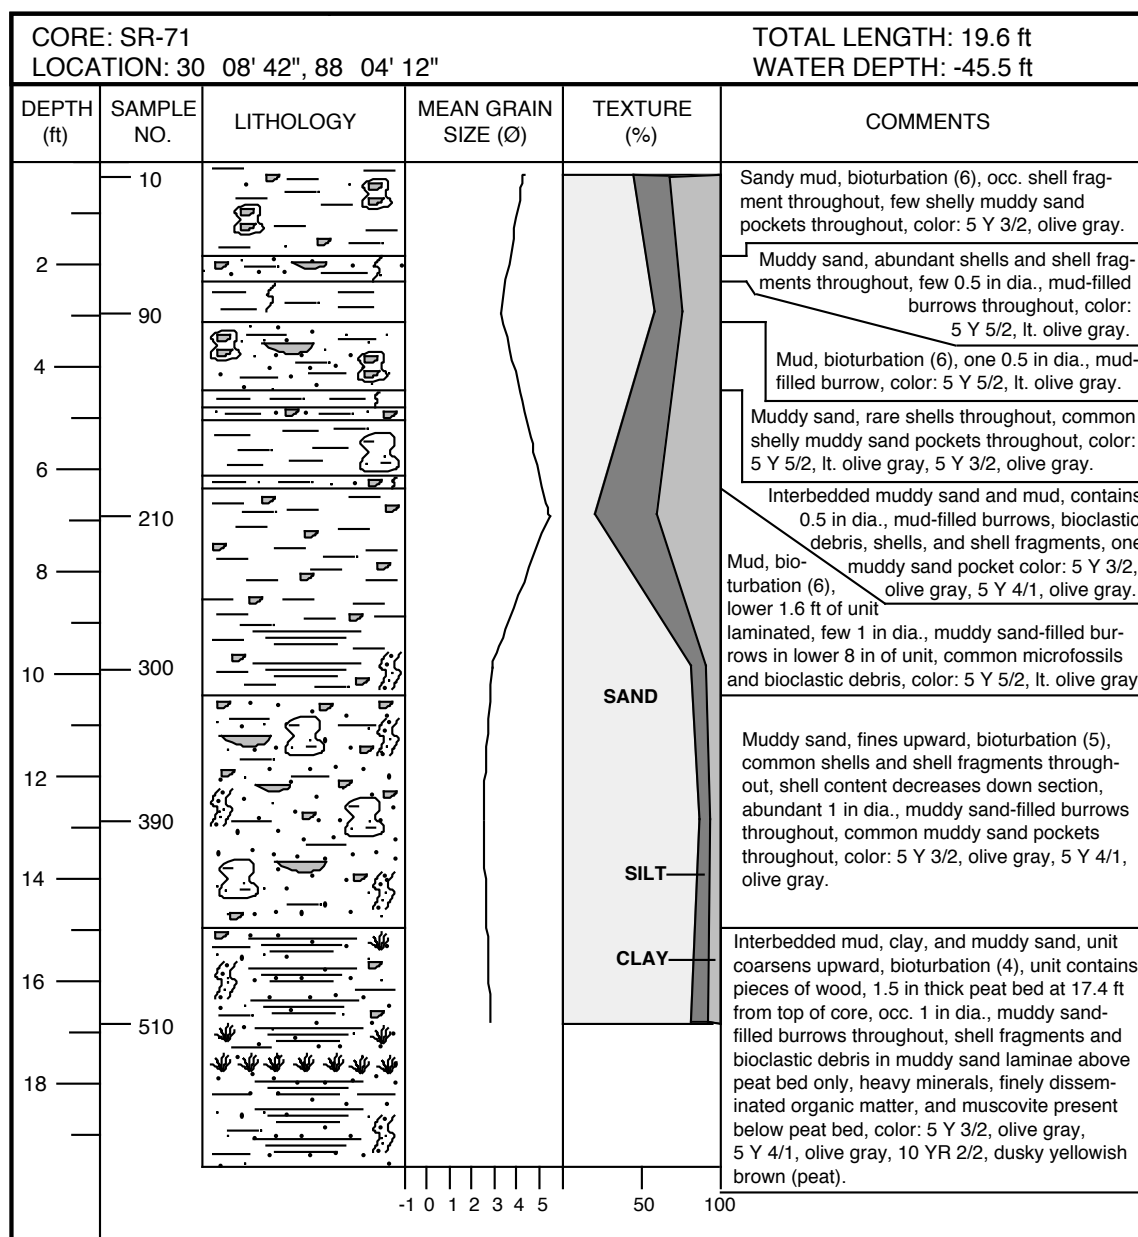 CORE: SR-71
LOCATION: 30 08' 42", 88 04' 12"
TOTAL LENGTH: 19.6 ft
WATER DEPTH: -45.5 ft
DEPTH
(ft)
SAMPLE
NO.
LITHOLOGY
MEAN GRAIN
SIZE (Ø)
TEXTURE
(%)
COMMENTS
2
4
6
8
10
12
14
16
18
10
90
210
300
390
510
-1 0 1 2 3 4 5
SAND
SILT
CLAY
50 100
Sandy mud, bioturbation (6), occ. shell frag-
ment throughout, few shelly muddy sand
pockets throughout, color: 5 Y 3/2, olive gray.
Muddy sand, abundant shells and shell frag-
ments throughout, few 0.5 in dia., mud-filled
burrows throughout, color:
5 Y 5/2, lt. olive gray.
Mud, bioturbation (6), one 0.5 in dia., mud-
filled burrow, color: 5 Y 5/2, lt. olive gray.
Muddy sand, rare shells throughout, common
shelly muddy sand pockets throughout, color:
5 Y 5/2, lt. olive gray, 5 Y 3/2, olive gray.
Interbedded muddy sand and mud, contains
0.5 in dia., mud-filled burrows, bioclastic
debris, shells, and shell fragments, one
muddy sand pocket color: 5 Y 3/2,
olive gray, 5 Y 4/1, olive gray.
Mud, bio-
turbation (6),
lower 1.6 ft of unit
laminated, few 1 in dia., muddy sand-filled bur-
rows in lower 8 in of unit, common microfossils
and bioclastic debris, color: 5 Y 5/2, lt. olive gray
Muddy sand, fines upward, bioturbation (5),
common shells and shell fragments through-
out, shell content decreases down section,
abundant 1 in dia., muddy sand-filled burrows
throughout, common muddy sand pockets
throughout, color: 5 Y 3/2, olive gray, 5 Y 4/1,
olive gray.
Interbedded mud, clay, and muddy sand, unit
coarsens upward, bioturbation (4), unit contains
pieces of wood, 1.5 in thick peat bed at 17.4 ft
from top of core, occ. 1 in dia., muddy sand-
filled burrows throughout, shell fragments and
bioclastic debris in muddy sand laminae above
peat bed only, heavy minerals, finely dissem-
inated organic matter, and muscovite present
below peat bed, color: 5 Y 3/2, olive gray,
5 Y 4/1, olive gray, 10 YR 2/2, dusky yellowish
brown (peat).